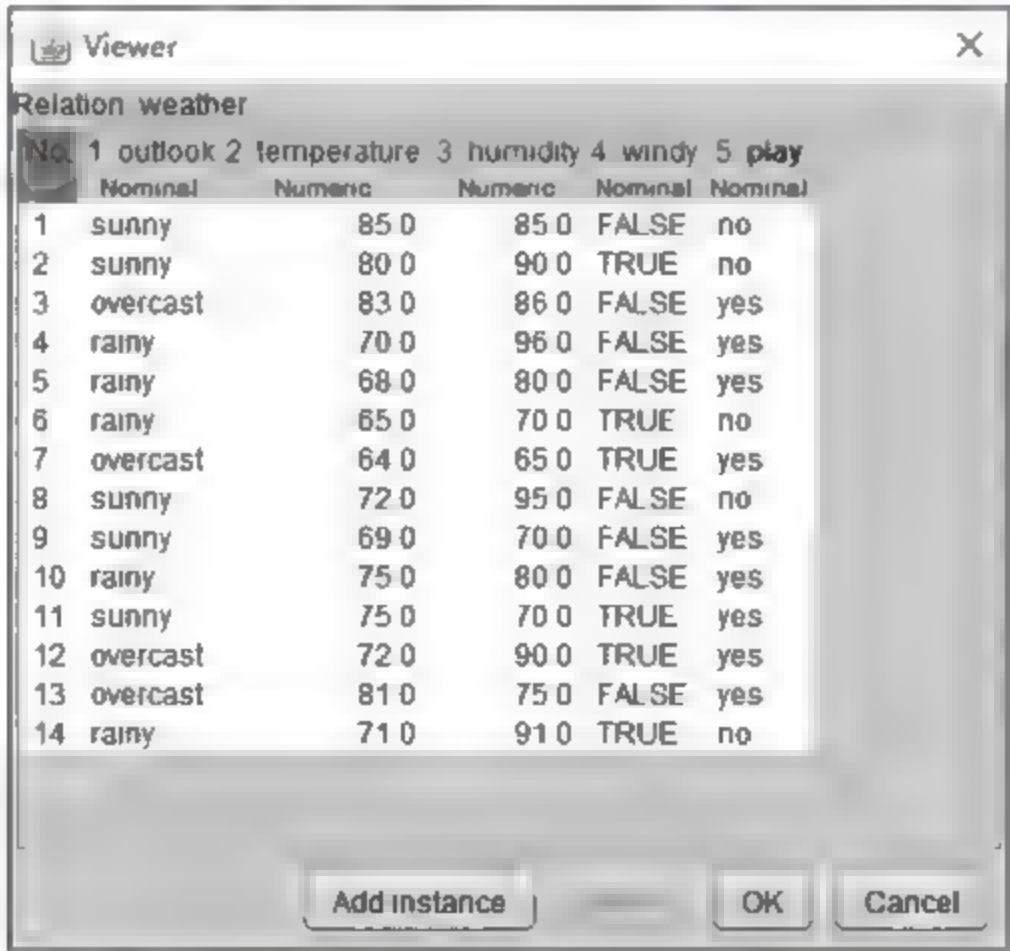 Viewer
Relation weather
No. 1 outlook 2 temperature 3 humidity 4 windy 5 play
Nominal Numeric Numeric Nominal Nominal
1 sunny 85.0 85.0 FALSE no
2 sunny 80.0 90.0 TRUE no
3 overcast 83.0 86.0 FALSE yes
4 rainy 70.0 96.0 FALSE yes
5 rainy 68.0 80.0 FALSE yes
6 rainy 65.0 70.0 TRUE no
7 overcast 64.0 65.0 TRUE yes
8 sunny 72.0 95.0 FALSE no
9 sunny 69.0 70.0 FALSE yes
10 rainy 75.0 80.0 FALSE yes
11 sunny 75.0 70.0 TRUE yes
12 overcast 72.0 90.0 TRUE yes
13 overcast 81.0 75.0 FALSE yes
14 rainy 71.0 91.0 TRUE no
Add instance OK Cancel